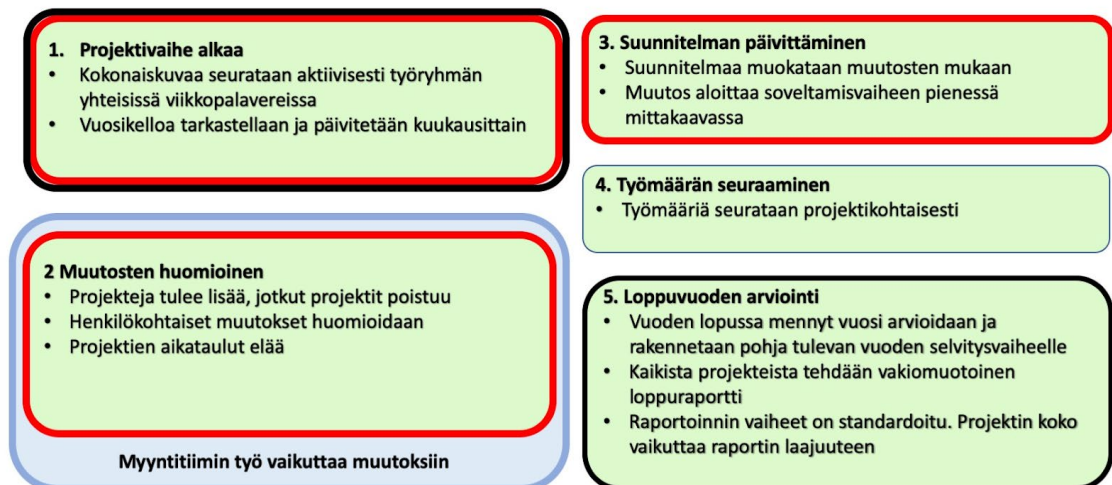 1. Projektivaihe alkaa
• Kokonaiskuvaa seurataan aktiivisesti työryhmän
yhteisissä viikkopalavereissa
• Vuosikelloa tarkastellaan ja päivitetään kuukausittain
2 Muutosten huomioinen
• Projekteja tulee lisää, jotkut projektit poistuu
• Henkilökohtaiset muutokset huomioidaan
• Projektien aikataulut elää
Myyntitiimin työ vaikuttaa muutoksiin
3. Suunnitelman päivittäminen
• Suunnitelmaa muokataan muutosten mukaan
• Muutos aloittaa soveltamisvaiheen pienessä
mittakaavassa
4. Työmäärän seuraaminen
• Työmääriä seurataan projektikohtaisesti
5. Loppuvuoden arviointi
• Vuoden lopussa mennyt vuosi arvioidaan ja
rakennetaan pohja tulevan vuoden selvitysvaiheelle
• Kaikista projekteista tehdään vakiomuotoinen
loppuraportti
• Raportoinnin vaiheet on standardoitu. Projektin koko
vaikuttaa raportin laajuuteen